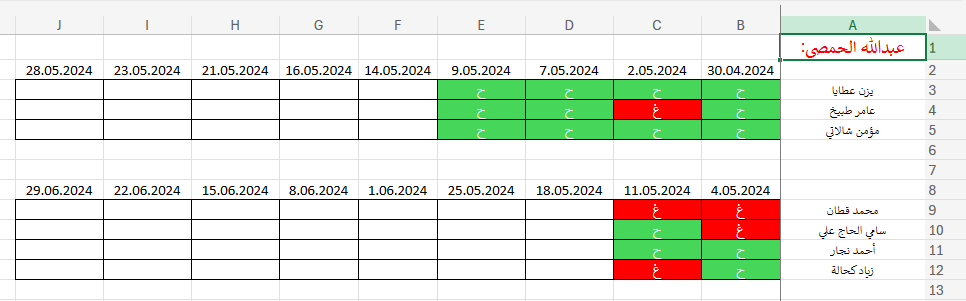 J I H G F E D C B A
1 عبدالله الحمصي:
2 30.04.2024 2.05.2024 7.05.2024 9.05.2024 14.05.2024 16.05.2024 21.05.2024 23.05.2024 28.05.2024
3 يزن عطايا ح ح ح ح
4 عامر طبيخ ح غ ح ح
5 مؤمن شالاتي ح ح ح ح
6
7
8 4.05.2024 11.05.2024 18.05.2024 25.05.2024 1.06.2024 8.06.2024 15.06.2024 22.06.2024 29.06.2024
9 محمد قطان غ غ
10 سامي الحاج علي غ ح
11 أحمد نجار ح ح
12 زياد كحالة ح غ
13